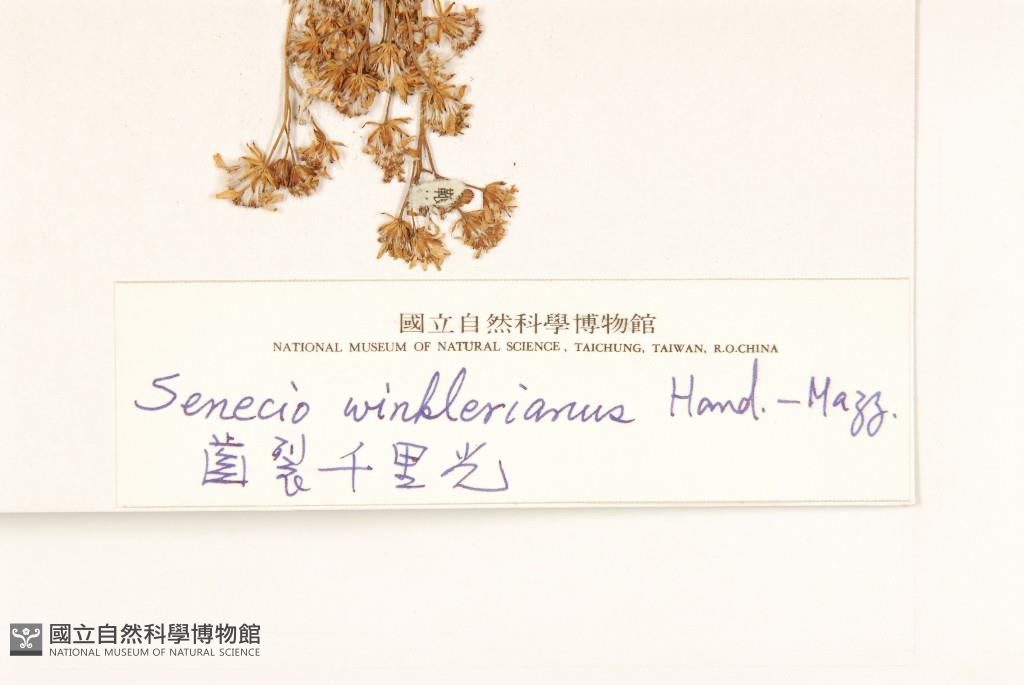 國立自然科學博物館
NATIONAL MUSEUM OF NATURAL SCIENCE, TAICHUNG, TAIWAN, R.O.CHINA
Senecio winklerianus Hand.-Mazz.
齒裂千里光
國立自然科學博物館
NATIONAL MUSEUM OF NATURAL SCIENCE